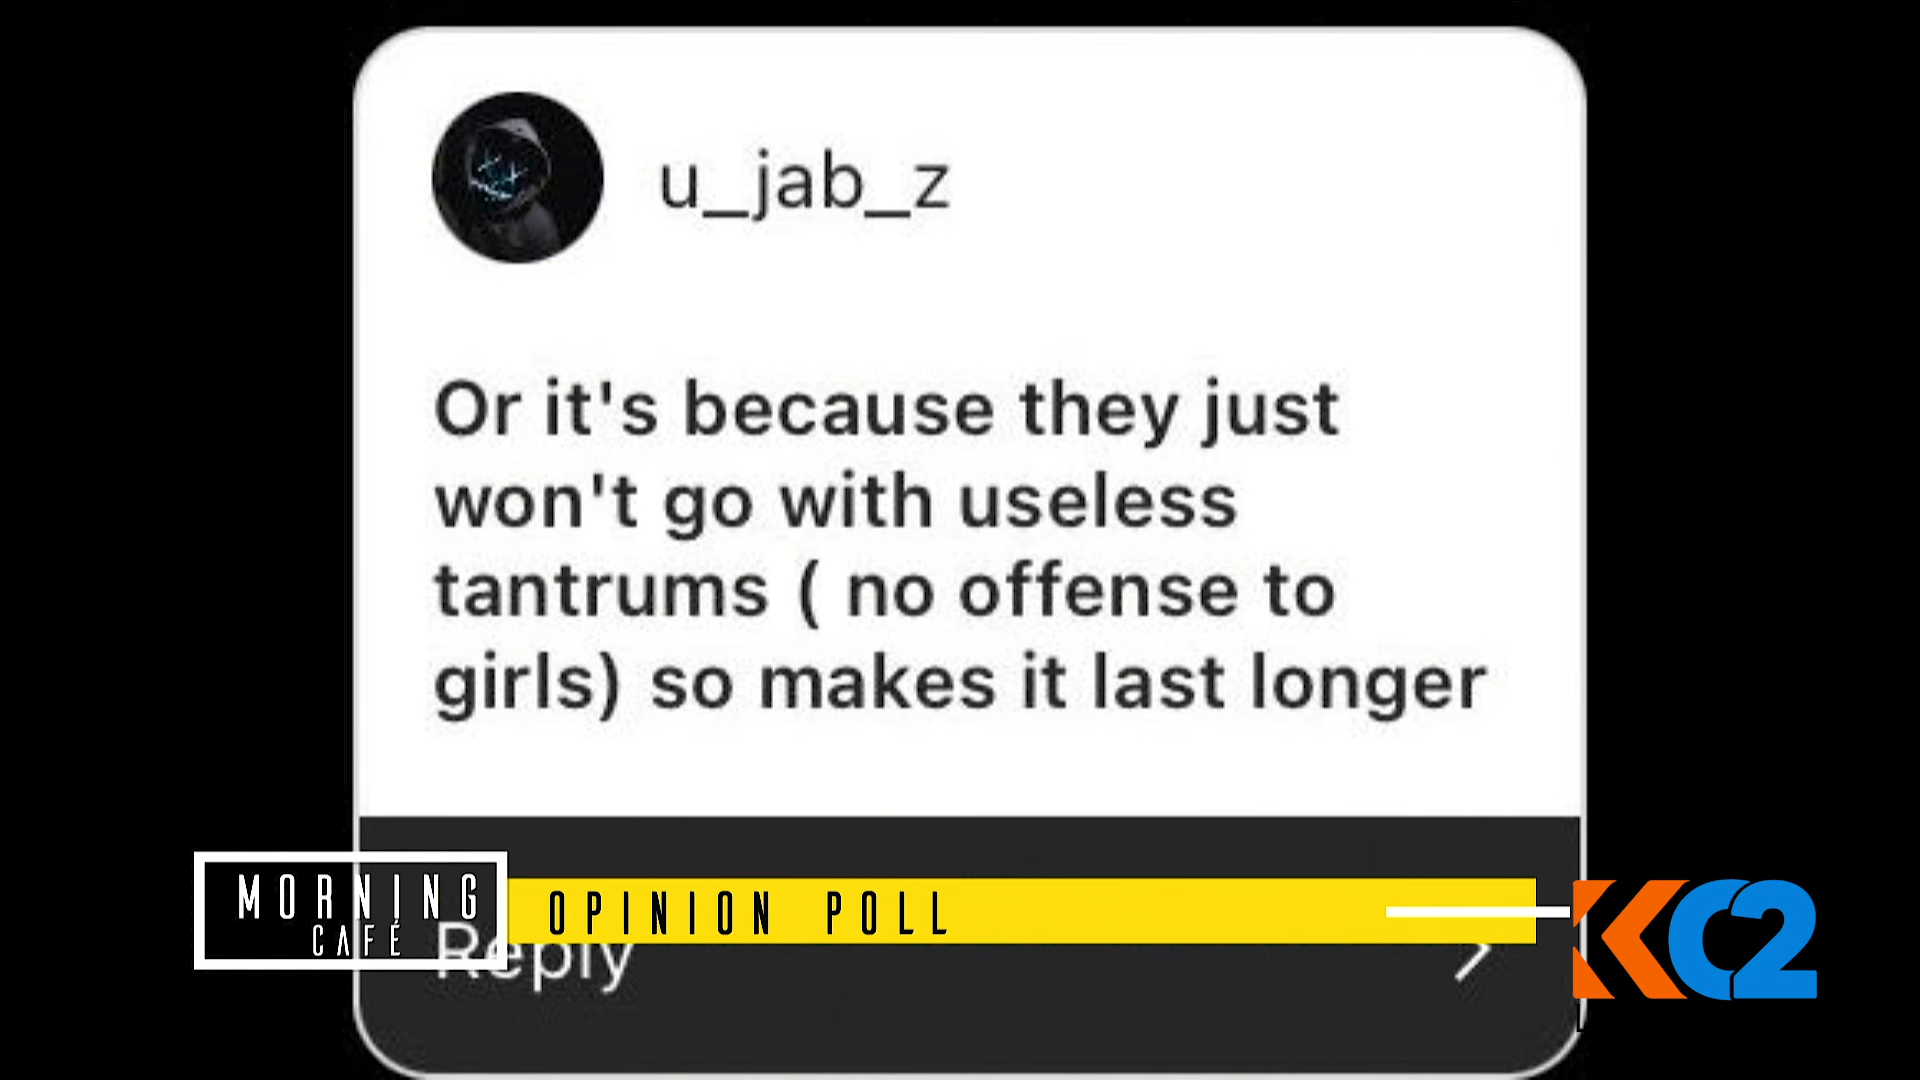 u_jab_z
Or it's because they just
won't go with useless
tantrums ( no offense to
girls) so makes it last longer
MORNING
CAFÉ
OPINION POLL
Reply
KC2